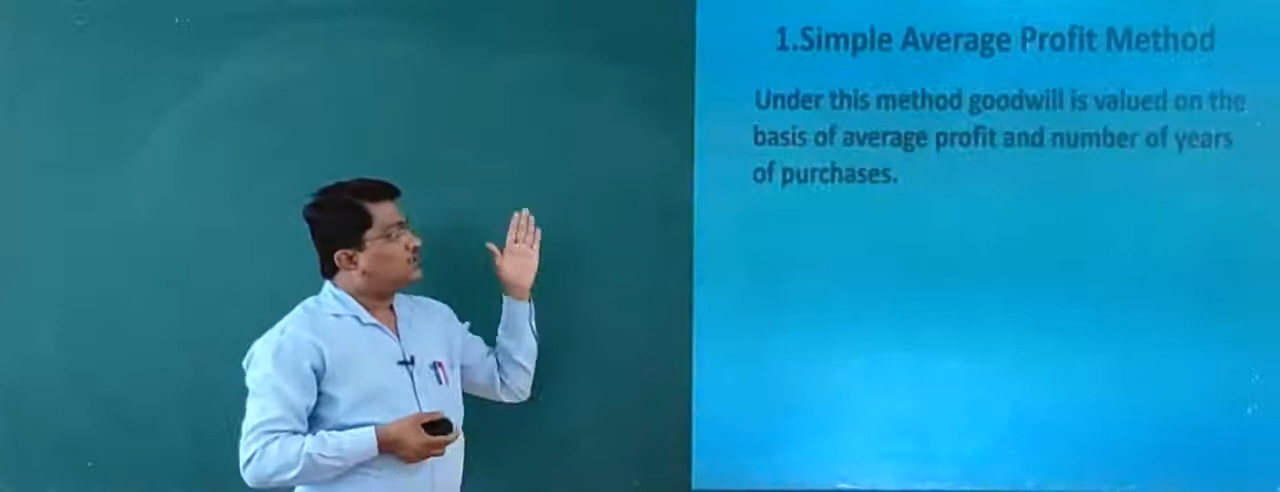 1.Simple Average Profit Method
Under this method goodwill is valued on the
basis of average profit and number of years
of purchases.